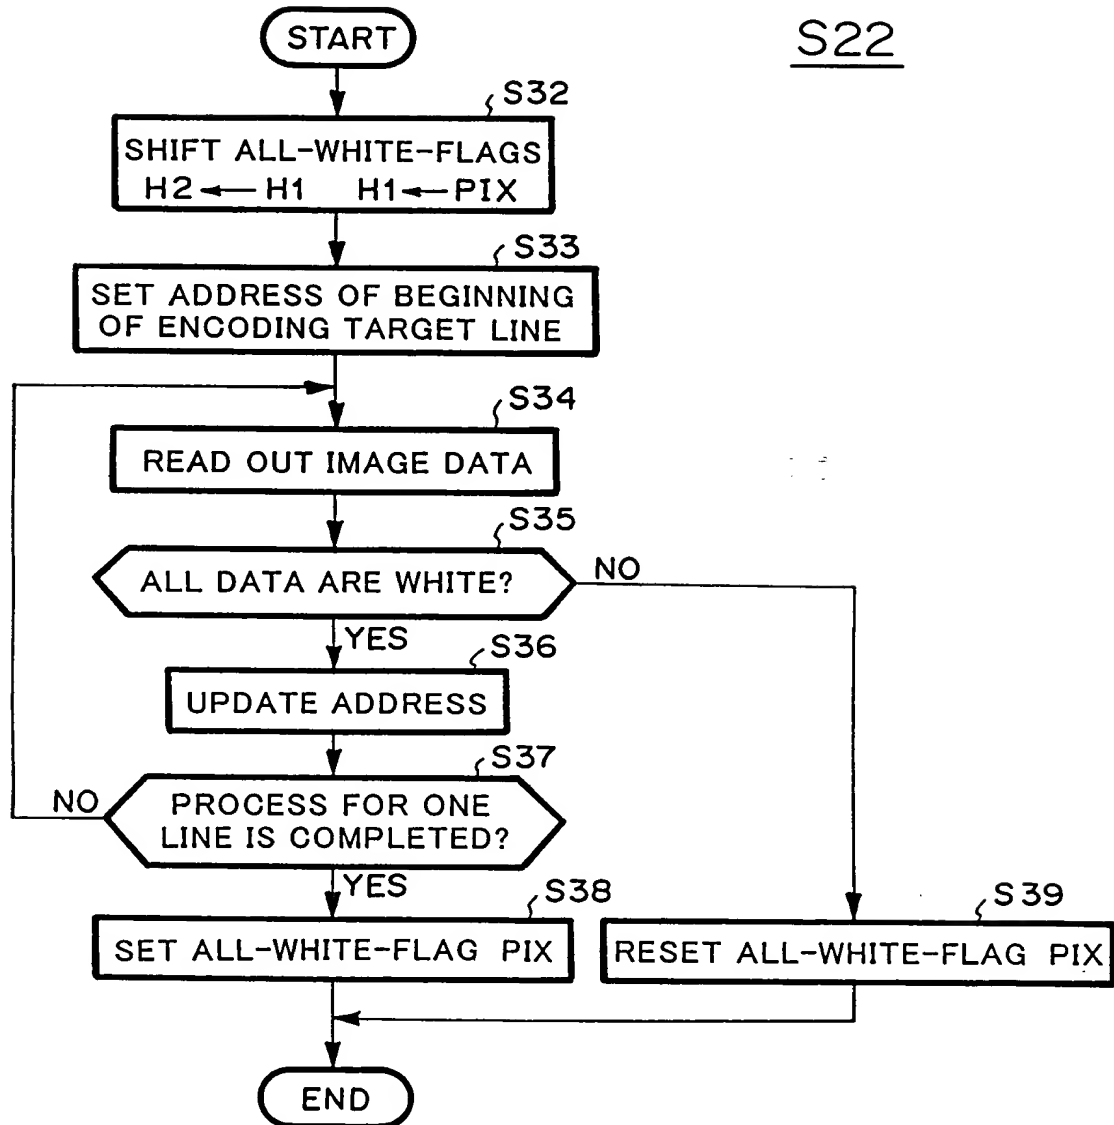 S22
START
S32
SHIFT ALL-WHITE-FLAGS
H2 ← H1 H1 ← PIX
S33
SET ADDRESS OF BEGINNING
OF ENCODING TARGET LINE
S34
READ OUT IMAGE DATA
S35
ALL DATA ARE WHITE?
NO
YES
S36
UPDATE ADDRESS
S37
PROCESS FOR ONE
LINE IS COMPLETED?
NO
YES
S38
SET ALL-WHITE-FLAG PIX
S39
RESET ALL-WHITE-FLAG PIX
END